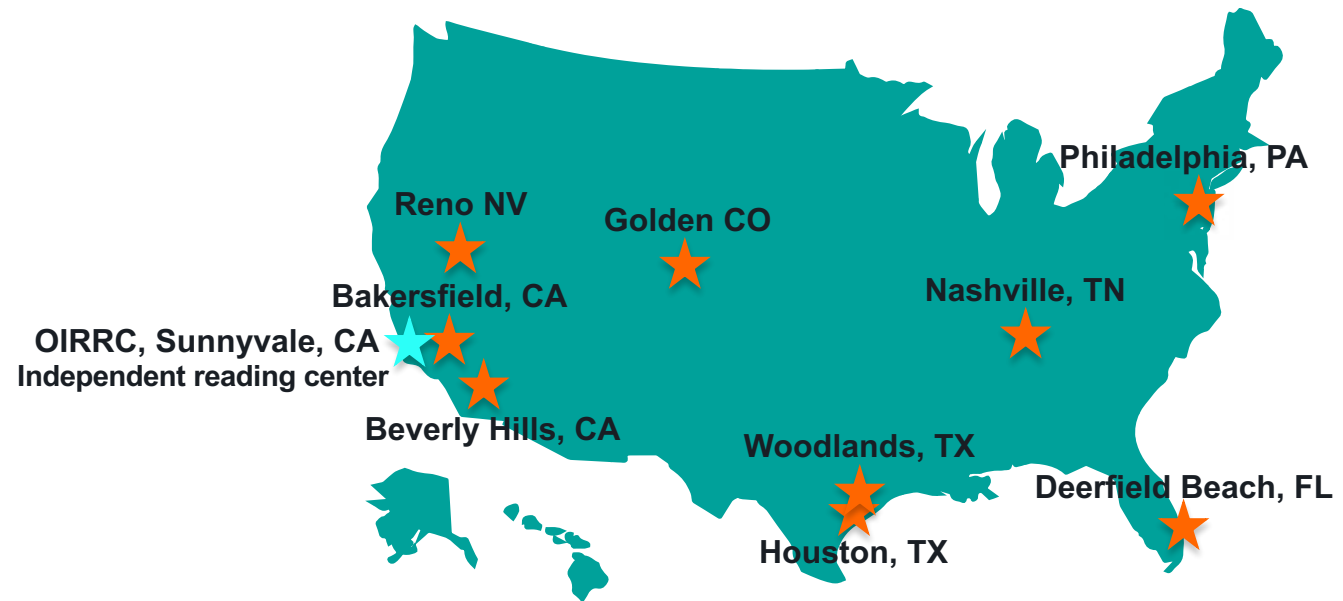 Philadelphia, PA
Reno NV
Golden CO
Bakersfield, CA
Nashville, TN
OIRRC, Sunnyvale, CA
Independent reading center
Beverly Hills, CA
Woodlands, TX
Deerfield Beach, FL
Houston, TX